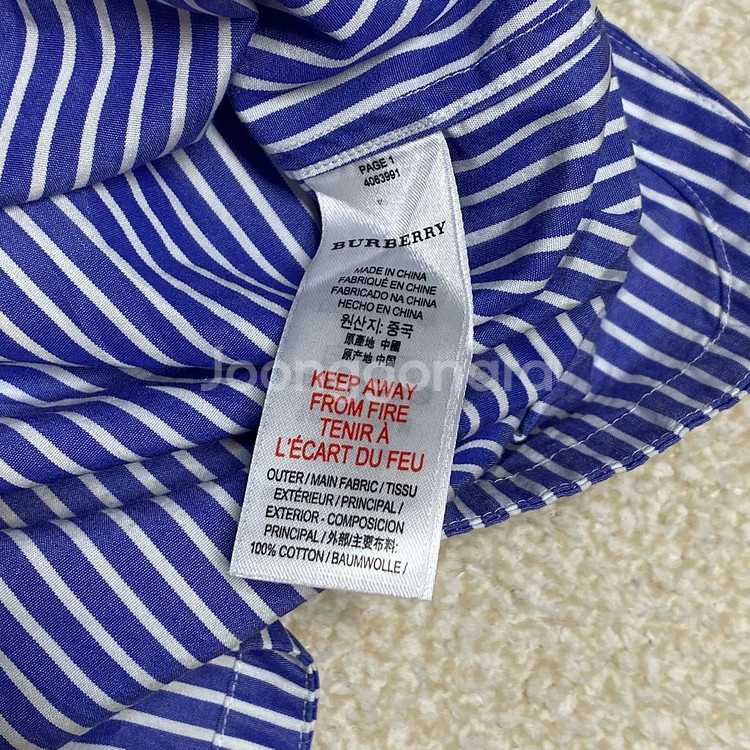 PAGE 1
4063991
BURBERRY
MADE IN CHINA
FABRIQUÉ EN CHINE
FABRICADO NA CHINA
HECHO EN CHINA
원산지: 중국
原產地 中國
原产地 中国
KEEP AWAY
FROM FIRE
TENIR À
L'ÉCART DU FEU
OUTER / MAIN FABRIC / TISSU
EXTÉRIEUR / PRINCIPAL /
EXTERIOR - COMPOSICION
PRINCIPAL / 外部/主要布料:
100% COTTON / BAUMWOLLE /
Joonggonara